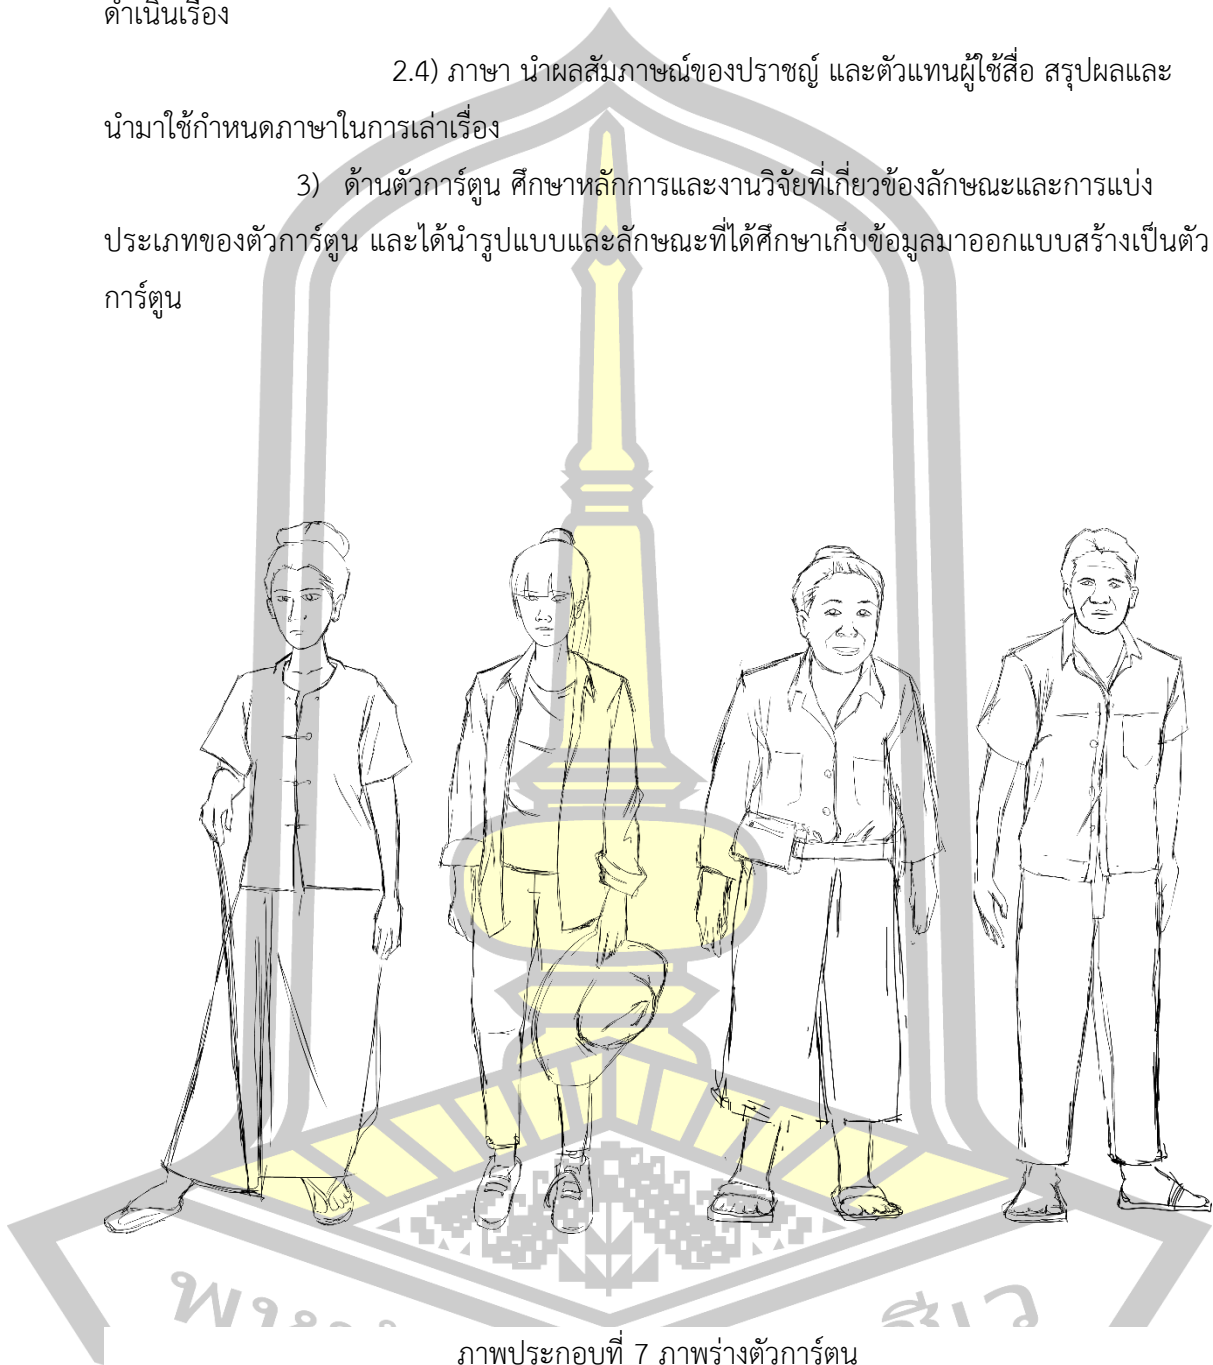 ดำเนินเรื่อง
2.4) ภาษา นำผลสัมภาษณ์ของปราชญ์ และตัวแทนผู้ใช้สื่อ สรุปผลและ
นำมาใช้กำหนดภาษาในการเล่าเรื่อง
3) ด้านตัวการ์ตูน ศึกษาหลักการและงานวิจัยที่เกี่ยวข้องลักษณะและการแบ่ง
ประเภทของตัวการ์ตูน และได้นำรูปแบบและลักษณะที่ได้ศึกษาเก็บข้อมูลมาออกแบบสร้างเป็นตัว
การ์ตูน
ภาพประกอบที่ 7 ภาพร่างตัวการ์ตูน